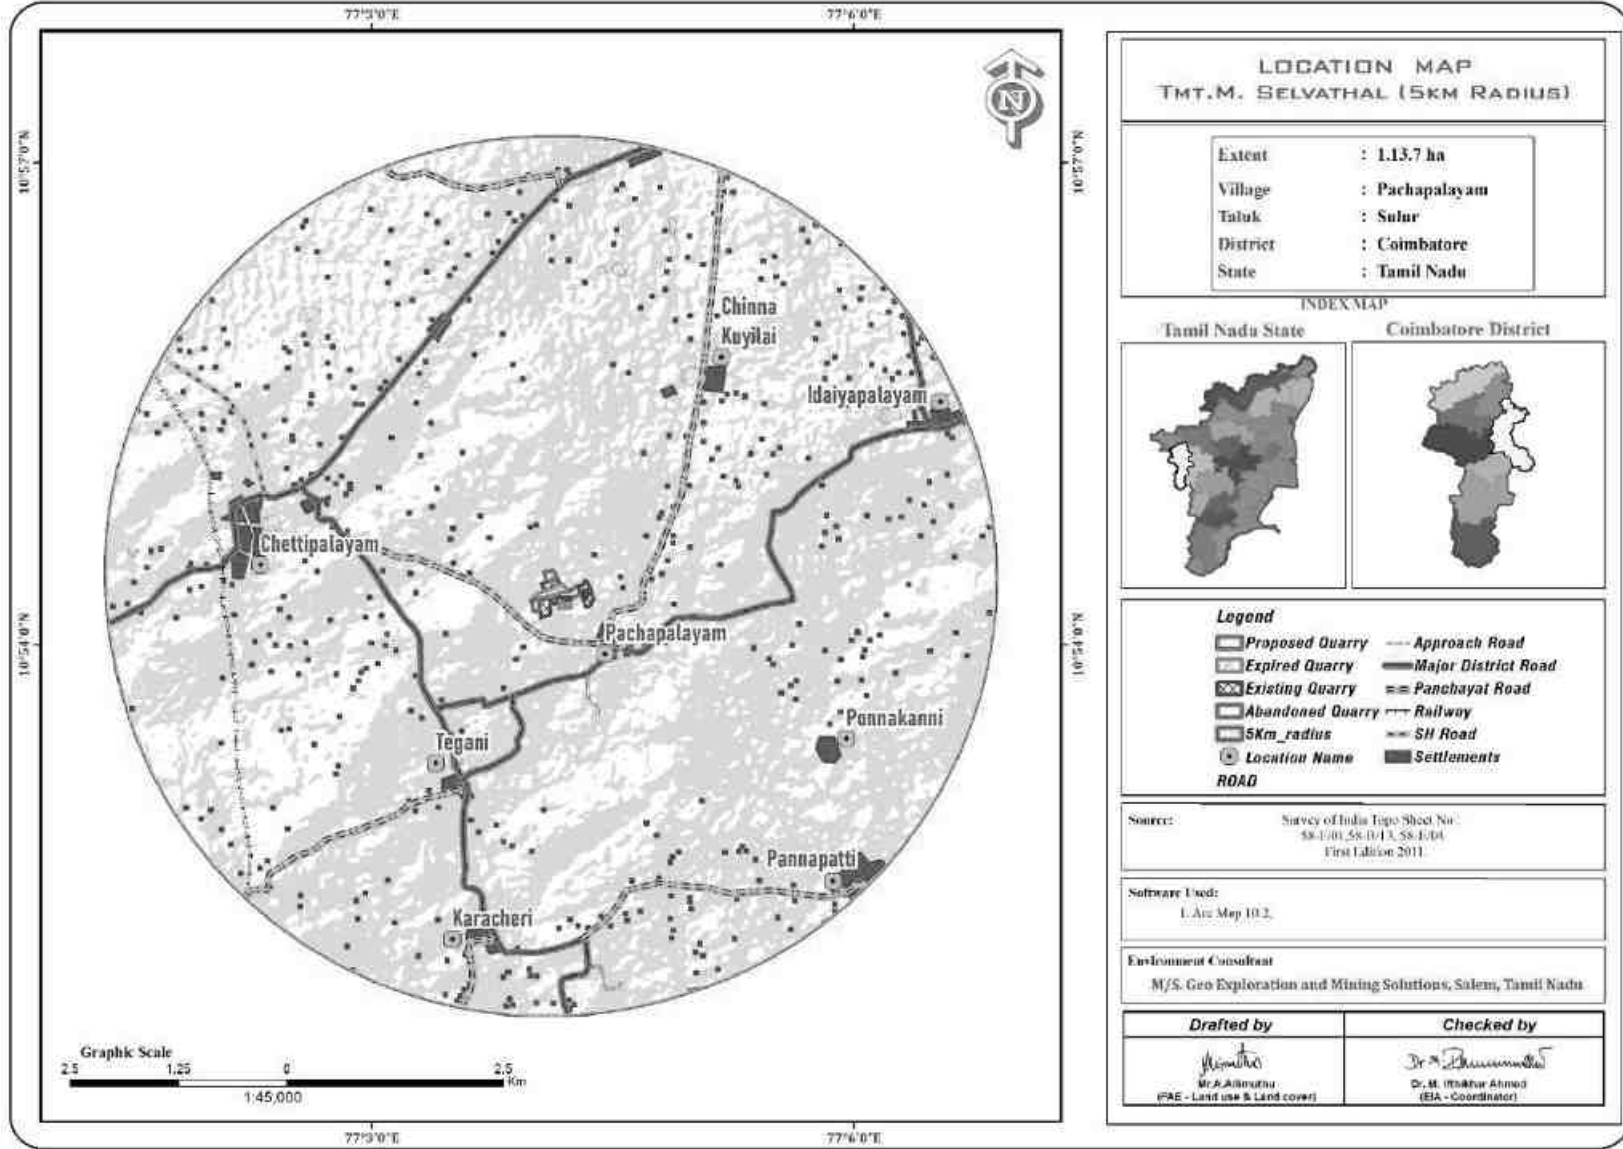 77°3'0"E
77°6'0"E
10°57'0"N
10°57'0"N
N
Chinna
Kuyilai
Idaiyapalayam
Chettipalayam
Pachapalayam
10°54'0"N
10°54'0"N
Ponnakanni
Tegani
Pannapatti
Karacheri
Graphic Scale
2.5 1.25 0 2.5
Km
1:45,000
77°3'0"E
77°6'0"E
LOCATION MAP
TMT.M. SELVATHAL (5KM RADIUS)
Extent : 1.13.7 ha
Village : Pachapalayam
Taluk : Sulur
District : Coimbatore
State : Tamil Nadu
INDEX MAP
Tamil Nadu State
Coimbatore District
Legend
Proposed Quarry
Expired Quarry
Existing Quarry
Abandoned Quarry
5Km_radius
Location Name
ROAD
Approach Road
Major District Road
Panchayat Road
Railway
SH Road
Settlements
Source:
Survey of India Topo Sheet No
First Edition 2011
Software Used:
1. Arc Map 10.2.
Environment Consultant
M/S. Geo Exploration and Mining Solutions, Salem, Tamil Nadu
Drafted by
Mr.A.Allimuthu
(FAE - Land use & Land cover)
Checked by
Dr. M. Ifthikhar Ahmed
(EIA - Coordinator)